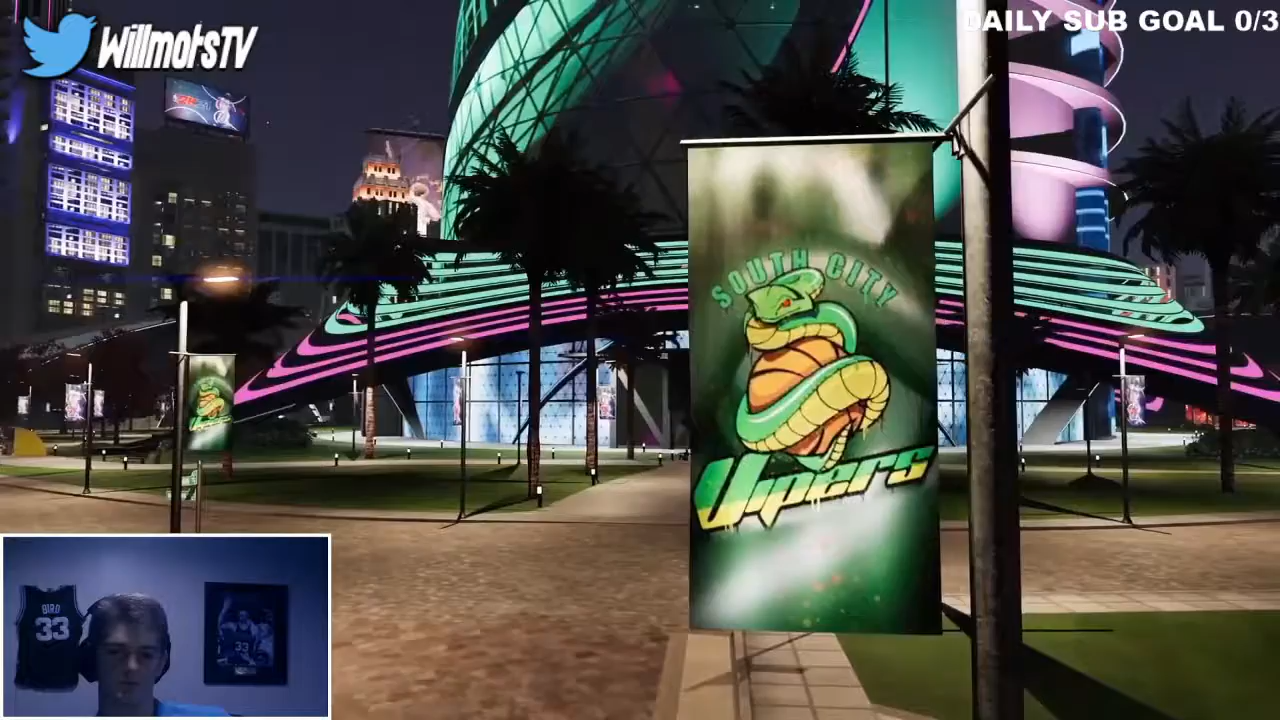 WillmotsTV
DAILY SUB GOAL 0/3
SOUTH CITY
Vipers
BIRD
33
33